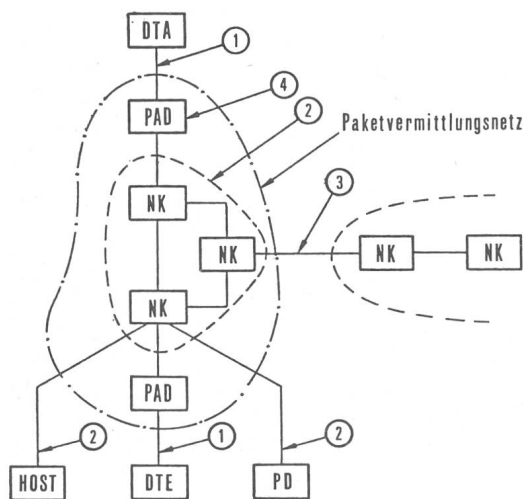 DTA
1
PAD
4
2
Paketvermittlungsnetz
NK
3
NK
NK
NK
NK
PAD
2
1
2
HOST
DTE
PD